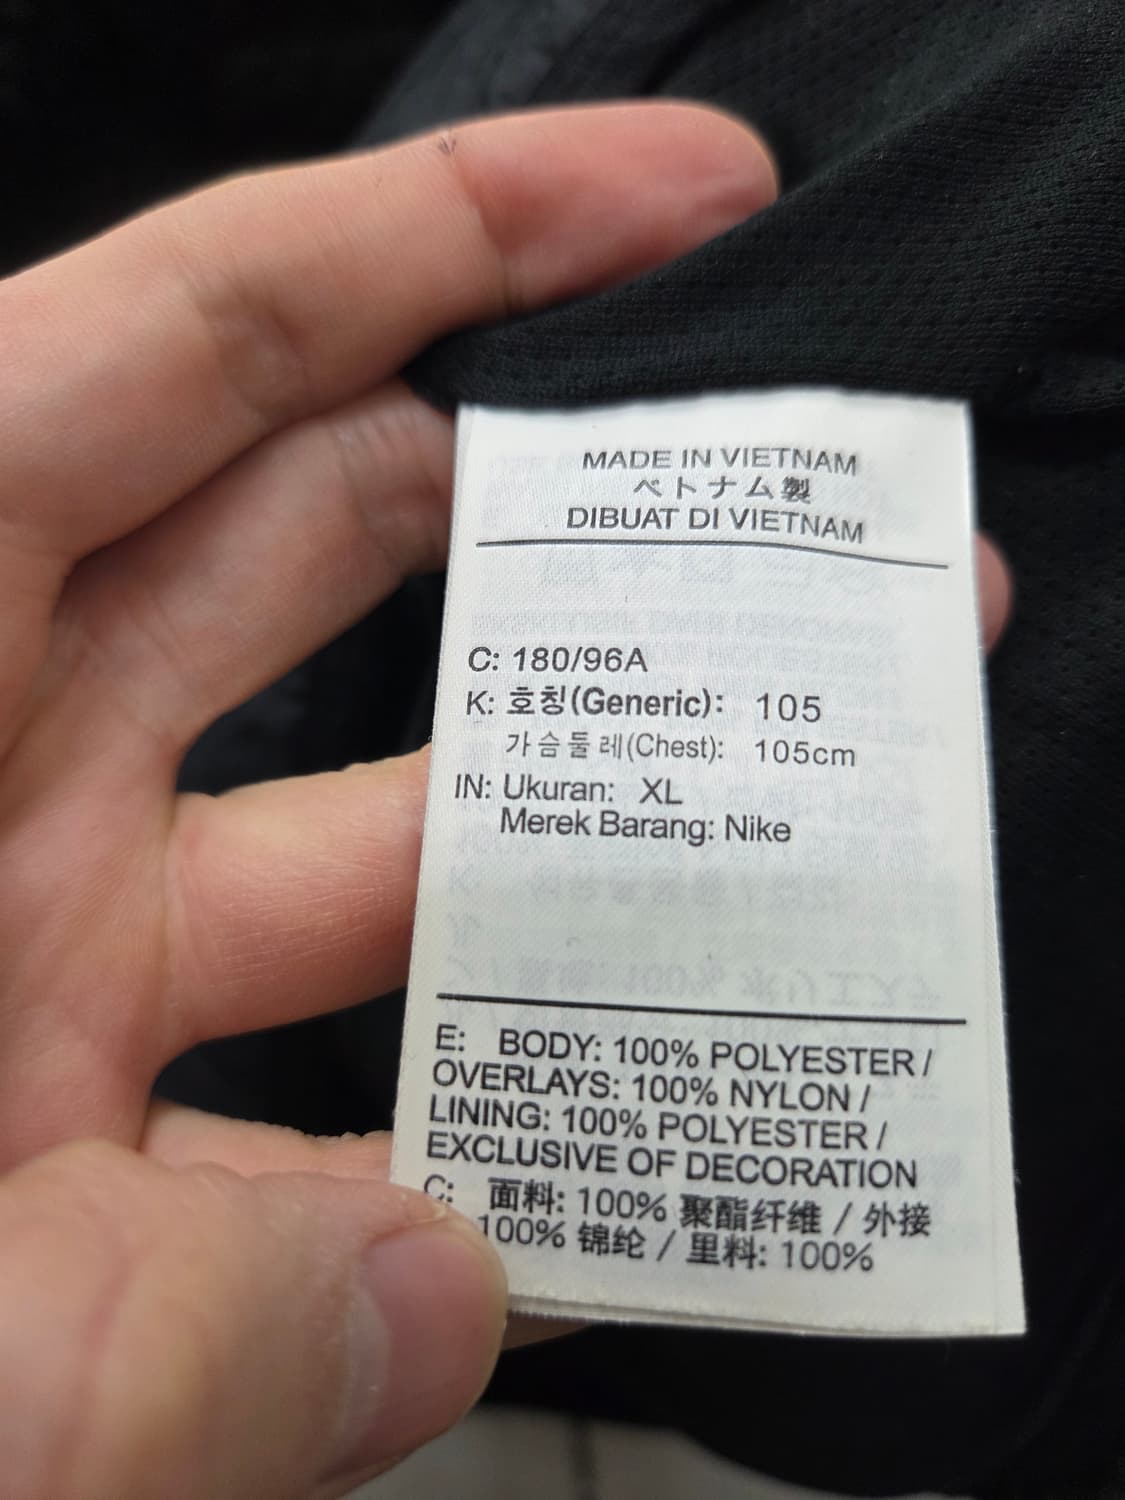 MADE IN VIETNAM
ベトナム製
DIBUAT DI VIETNAM
C: 180/96A
K: 호칭(Generic): 105
가슴둘레(Chest): 105cm
IN: Ukuran: XL
Merek Barang: Nike
E: BODY: 100% POLYESTER /
OVERLAYS: 100% NYLON /
LINING: 100% POLYESTER /
EXCLUSIVE OF DECORATION
C: 面料: 100% 聚酯纤维 / 外接
100% 锦纶 / 里料: 100%